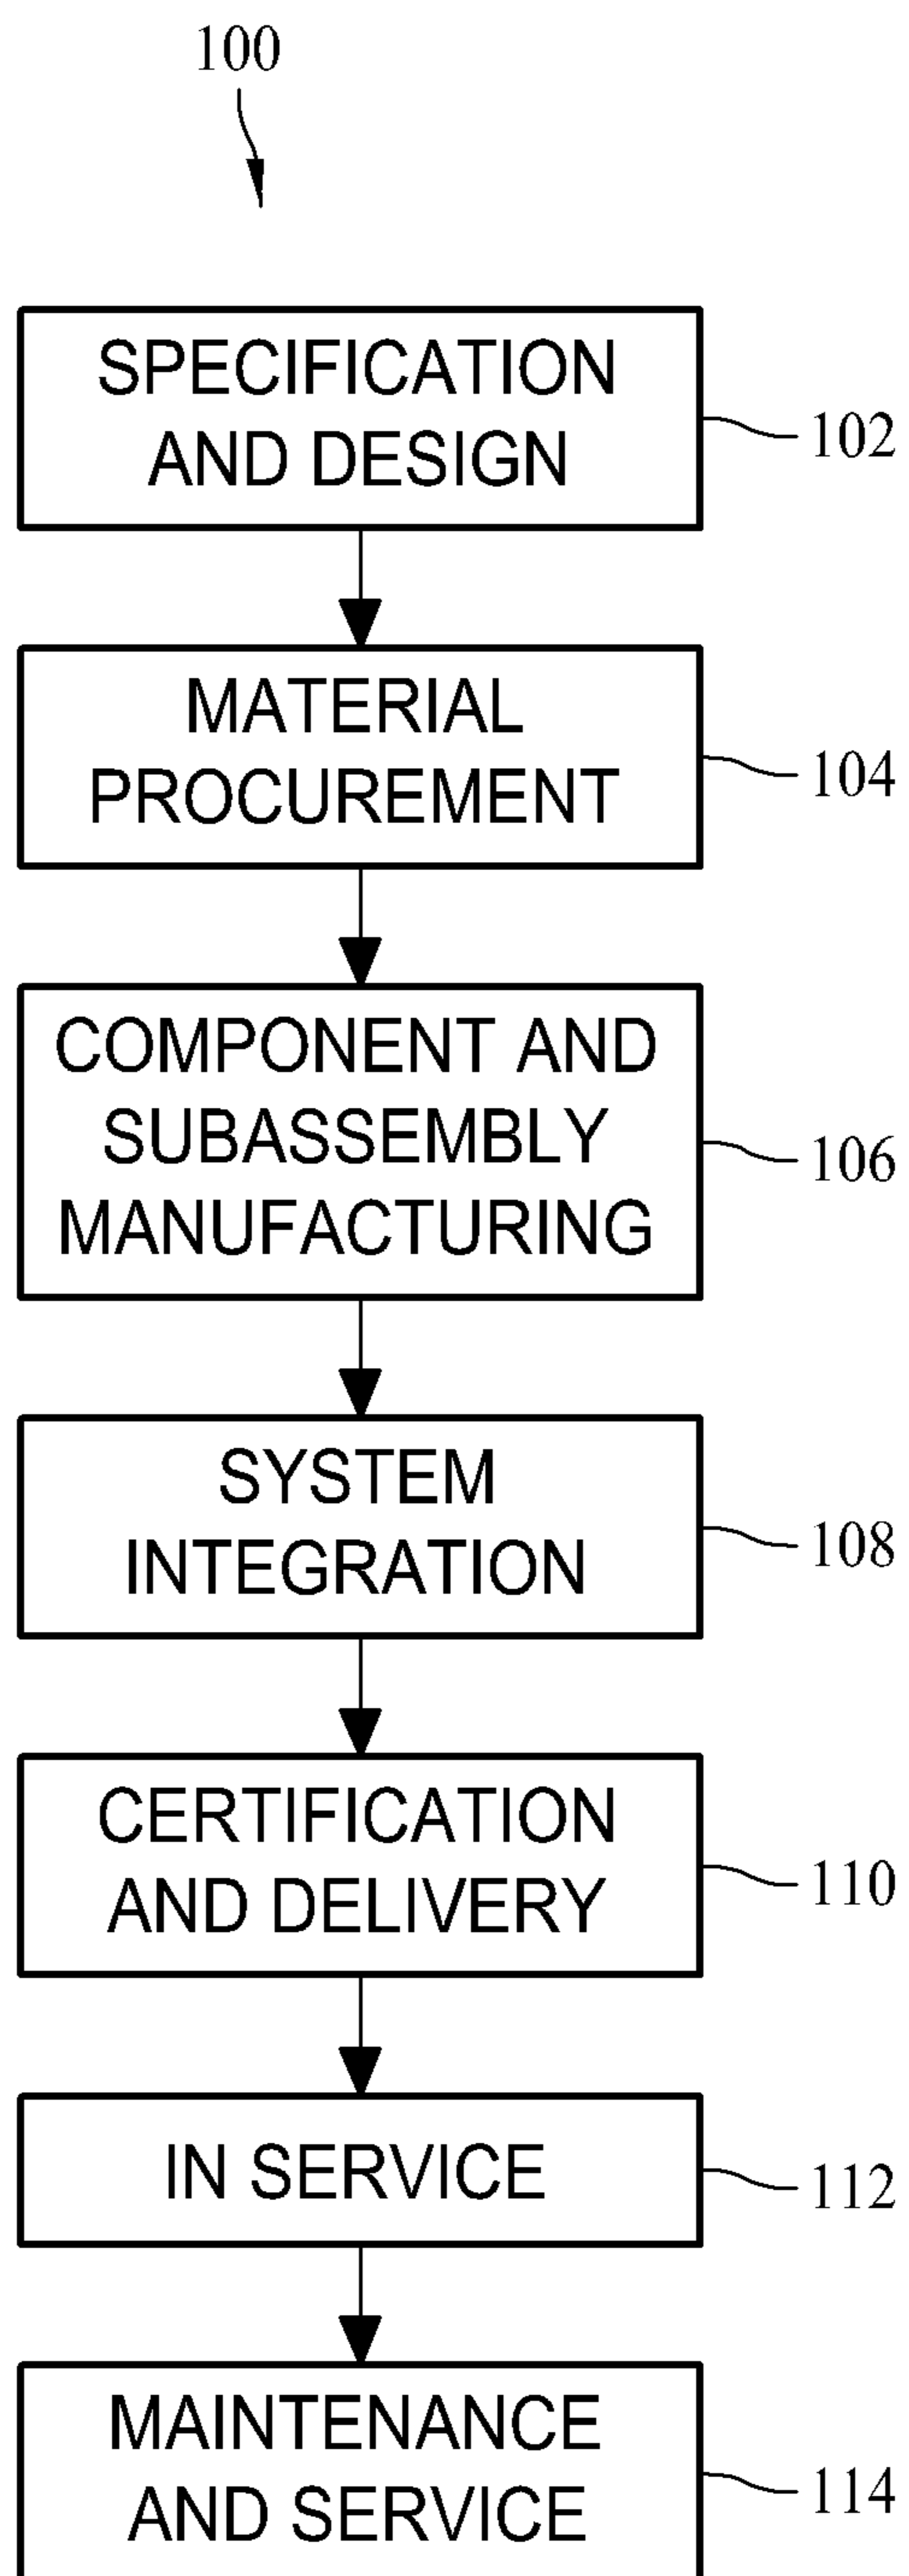 100
SPECIFICATION
AND DESIGN
102
MATERIAL
PROCUREMENT
104
COMPONENT AND
SUBASSEMBLY
MANUFACTURING
106
SYSTEM
INTEGRATION
108
CERTIFICATION
AND DELIVERY
110
IN SERVICE
112
MAINTENANCE
AND SERVICE
114